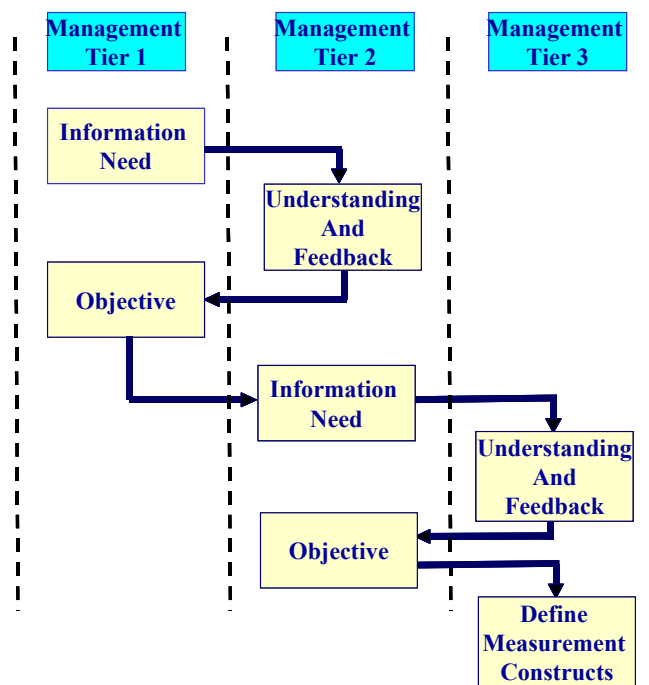 Management
Tier 1
Management
Tier 2
Management
Tier 3
Information
Need
Understanding
And
Feedback
Objective
Information
Need
Understanding
And
Feedback
Objective
Define
Measurement
Constructs